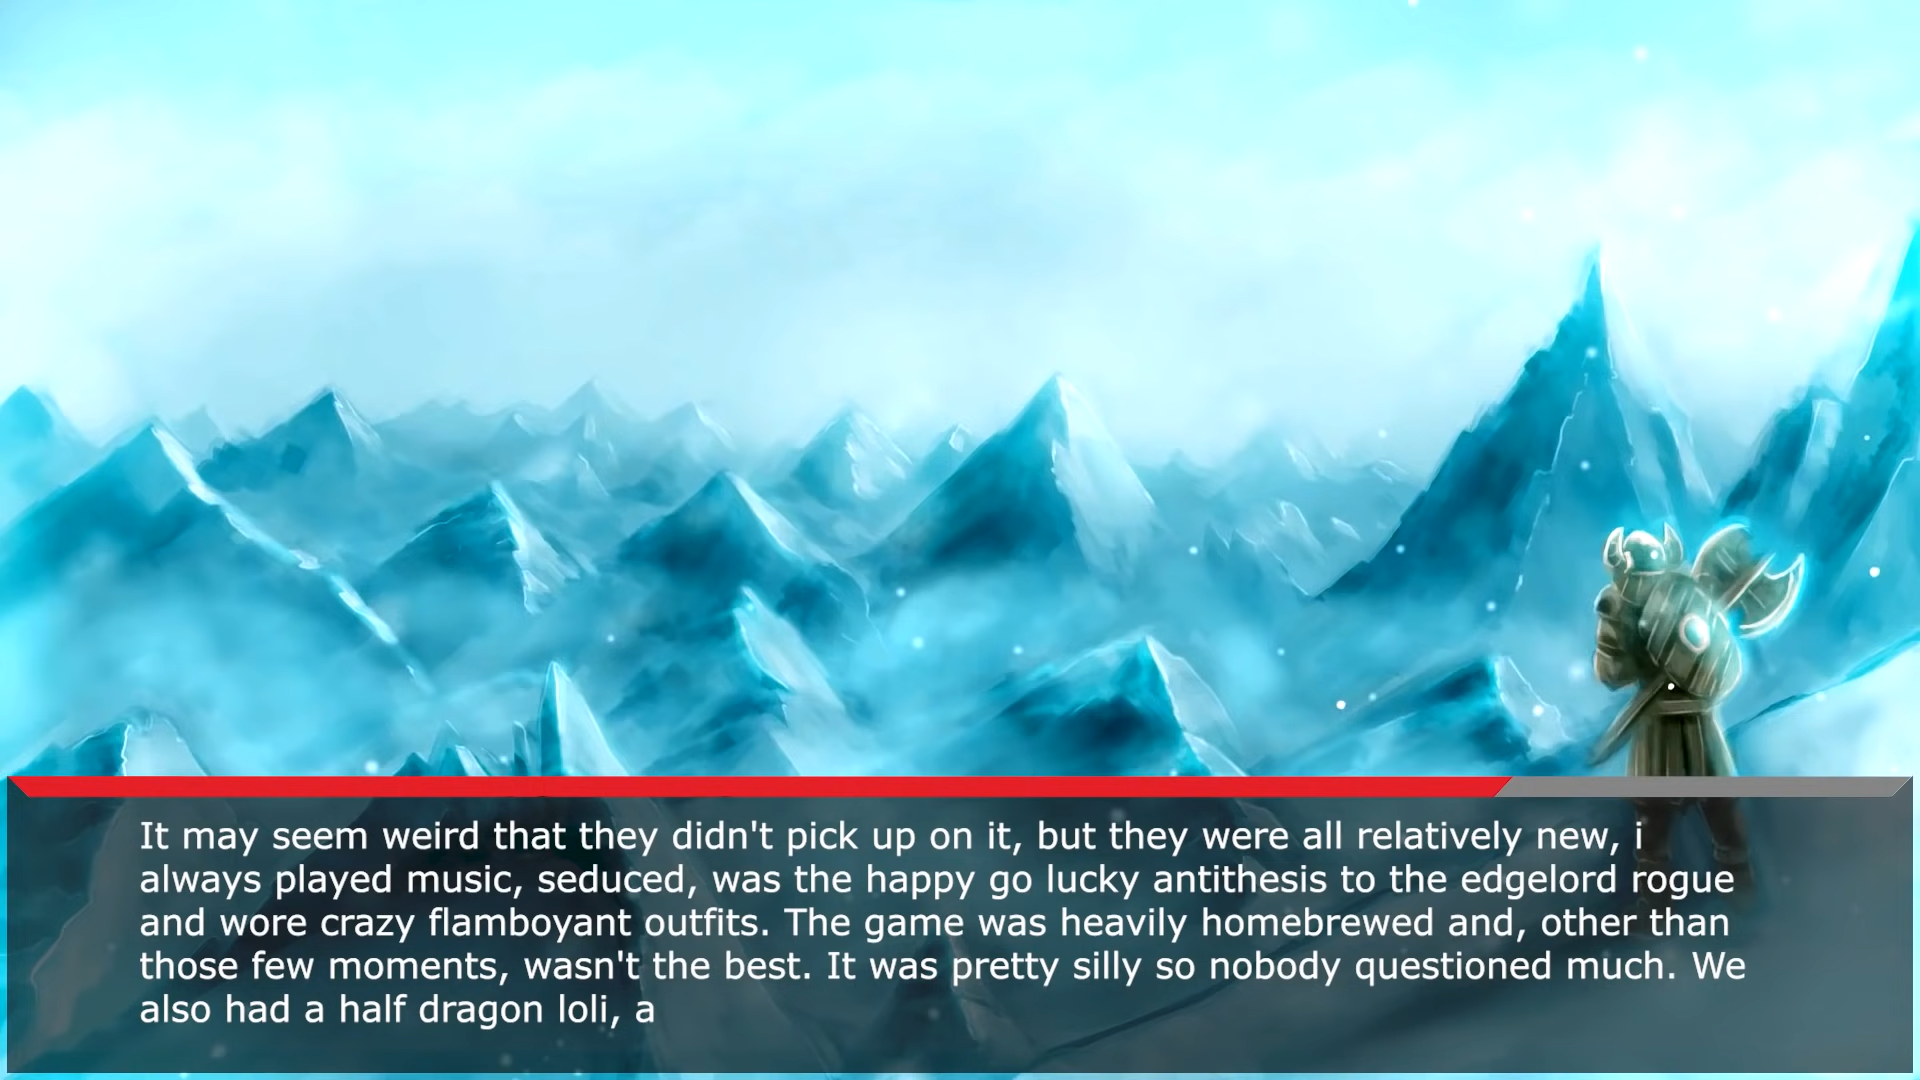 It may seem weird that they didn't pick up on it, but they were all relatively new, i
always played music, seduced, was the happy go lucky antithesis to the edgelord rogue
and wore crazy flamboyant outfits. The game was heavily homebrewed and, other than
those few moments, wasn't the best. It was pretty silly so nobody questioned much. We
also had a half dragon loli, a